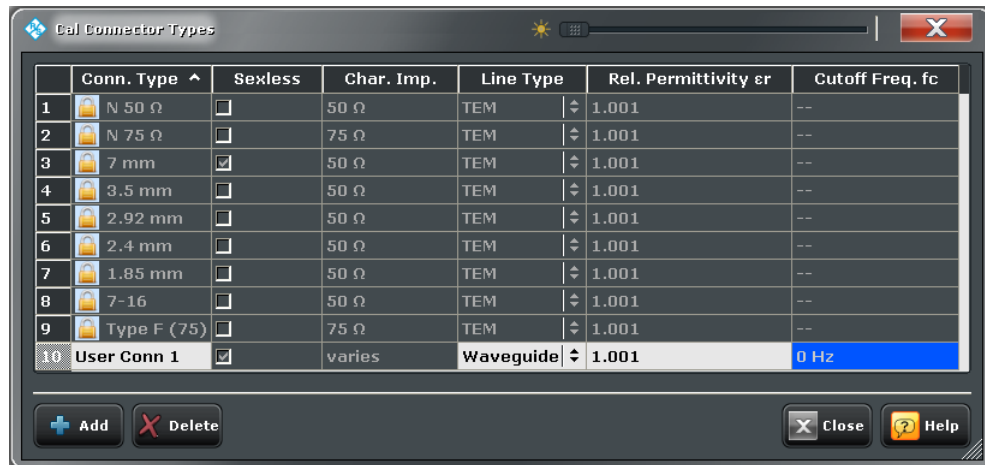 Cal Connector Types
Conn. Type Sexless Char. Imp. Line Type Rel. Permittivity εr Cutoff Freq. fc
1 N 50 Ω 50 Ω TEM 1.001 --
2 N 75 Ω 75 Ω TEM 1.001 --
3 7 mm 50 Ω TEM 1.001 --
4 3.5 mm 50 Ω TEM 1.001 --
5 2.92 mm 50 Ω TEM 1.001 --
6 2.4 mm 50 Ω TEM 1.001 --
7 1.85 mm 50 Ω TEM 1.001 --
8 7-16 50 Ω TEM 1.001 --
9 Type F (75) 75 Ω TEM 1.001 --
10 User Conn 1 varies Waveguide 1.001 0 Hz
Add Delete Close Help